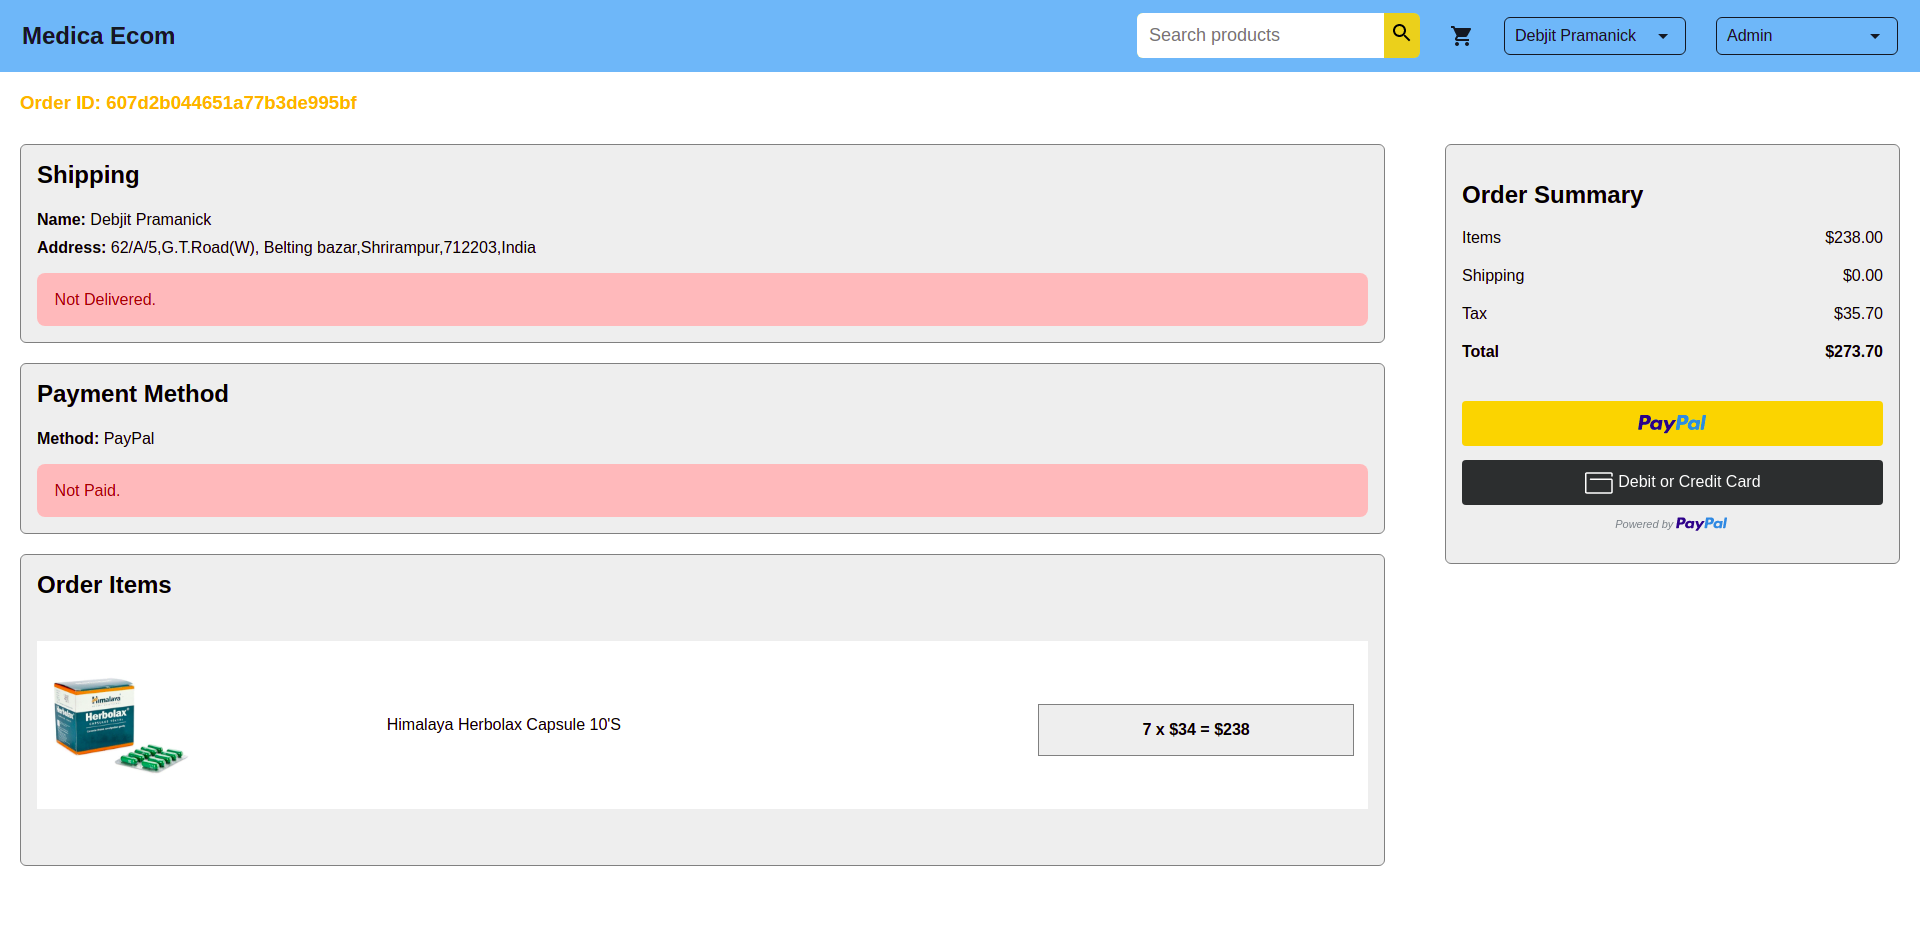 Medica Ecom
Search products
Debjit Pramanick
Admin
Order ID: 607d2b044651a77b3de995bf
Shipping
Name: Debjit Pramanick
Address: 62/A/5,G.T.Road(W), Belting bazar,Shrirampur,712203,India
Not Delivered.
Payment Method
Method: PayPal
Not Paid.
Order Items
Himalaya
Herbolax
Himalaya Herbolax Capsule 10'S
7 x $34 = $238
Order Summary
Items $238.00
Shipping $0.00
Tax $35.70
Total $273.70
PayPal
Debit or Credit Card
Powered by PayPal